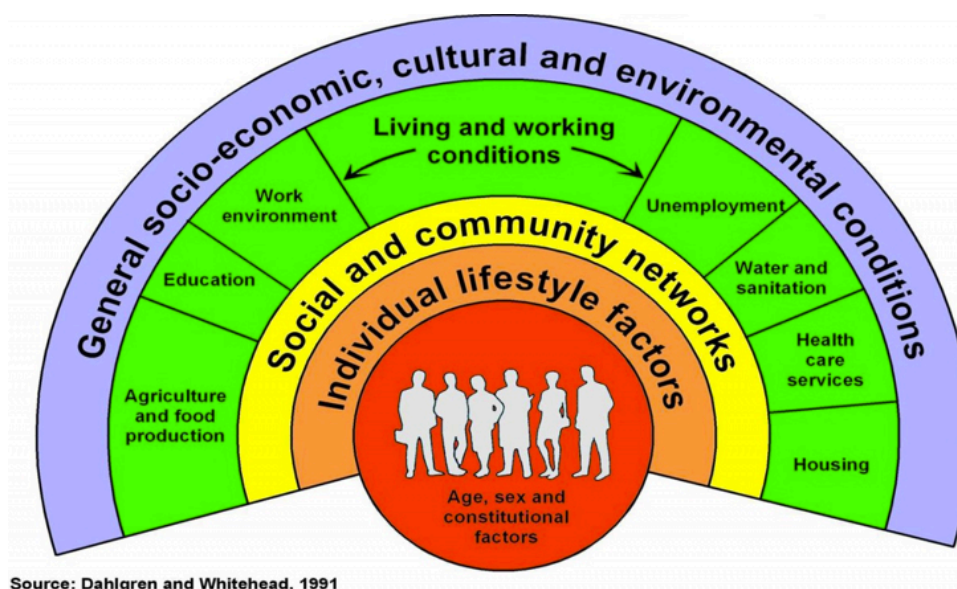 General socio-economic, cultural and environmental conditions
Living and working
conditions
Work
environment
Unemployment
Education
Water and
sanitation
Agriculture
and food
production
Health
care
services
Housing
Social and community networks
Individual lifestyle factors
Age, sex and
constitutional
factors
Source: Dahlgren and Whitehead, 1991